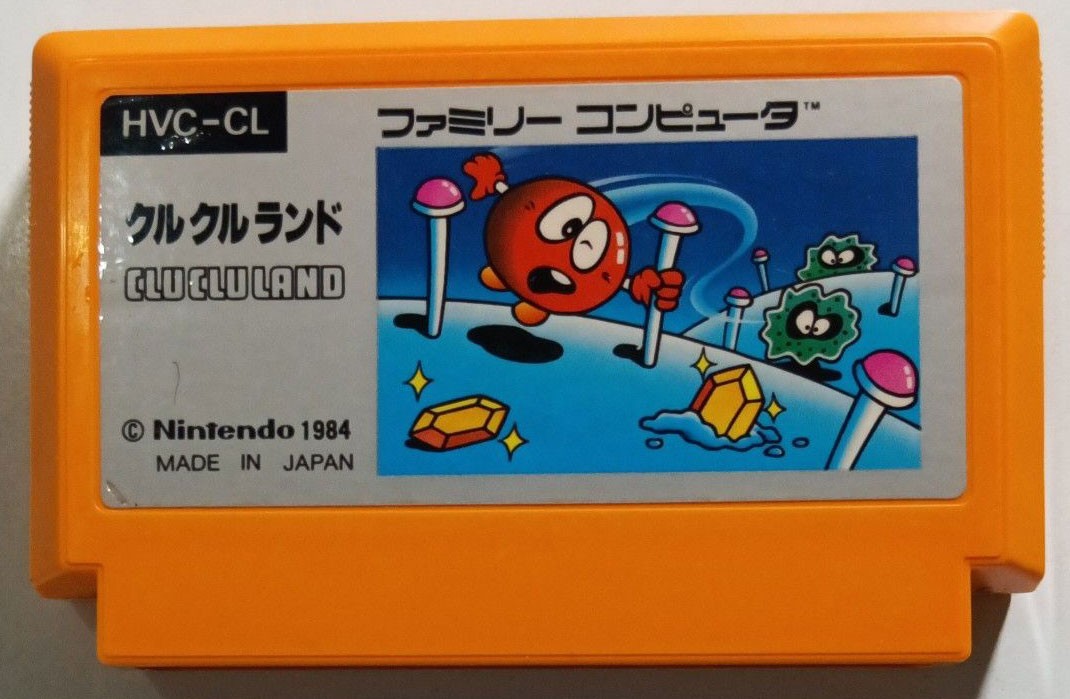 HVC-CL
ファミリー コンピュータ™
クルクルランド
CLU CLU LAND
© Nintendo 1984
MADE IN JAPAN